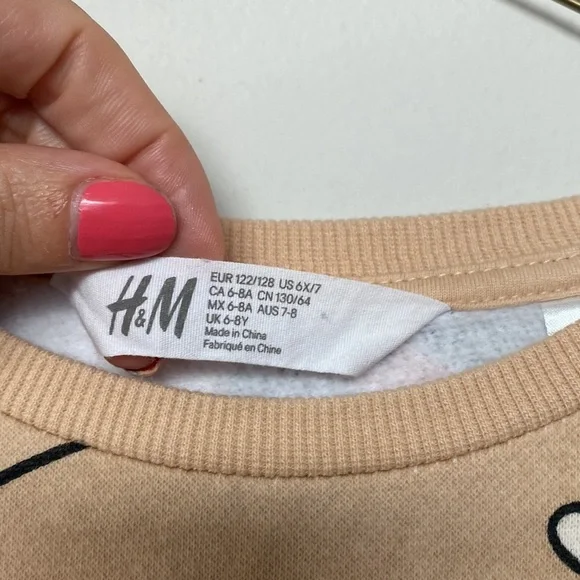 H&M
EUR 122/128 US 6X/7
CA 6-8A CN 130/64
MX 6-8A AUS 7-8
UK 6-8Y
Made in China
Fabriqué en Chine